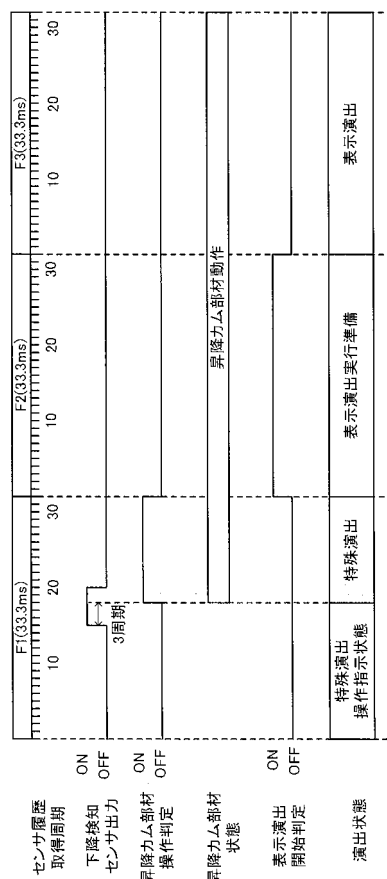 F1(33.3ms) F2(33.3ms) F3(33.3ms)
センサ履歴
取得周期
10 20 30 10 20 30 10 20 30
下降検知
センサ出力
ON
OFF
3周期
昇降カム部材
操作判定
ON
OFF
昇降カム部材
状態
昇降カム部材動作
表示演出
開始判定
ON
OFF
演出状態
特殊演出
操作指示状態
特殊演出
表示演出実行準備
表示演出